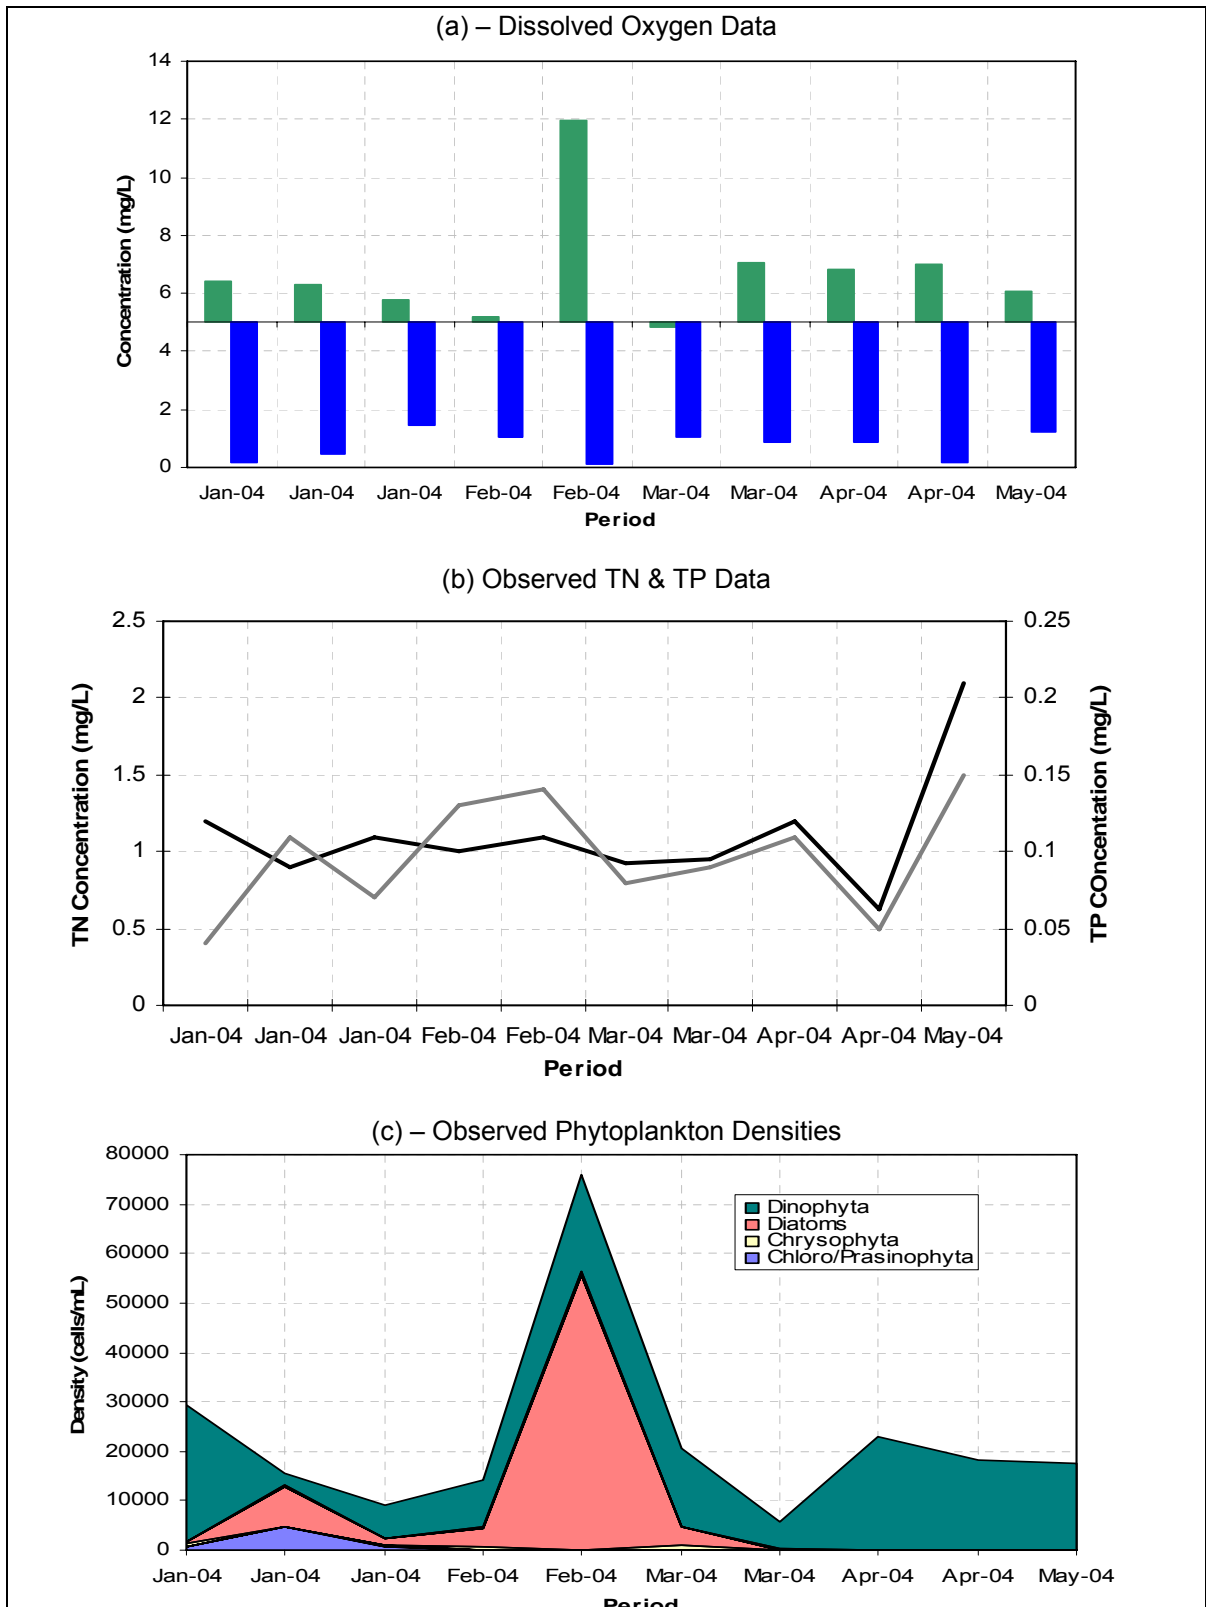 (a) – Dissolved Oxygen Data
14
12
10
8
6
4
2
0
Concentration (mg/L)
Jan-04 Jan-04 Jan-04 Feb-04 Feb-04 Mar-04 Mar-04 Apr-04 Apr-04 May-04
Period
(b) Observed TN & TP Data
2.5
2
1.5
1
0.5
0
TN Concentration (mg/L)
0.25
0.2
0.15
0.1
0.05
0
TP COncentation (mg/L)
Jan-04 Jan-04 Jan-04 Feb-04 Feb-04 Mar-04 Mar-04 Apr-04 Apr-04 May-04
Period
(c) – Observed Phytoplankton Densities
80000
70000
60000
50000
40000
30000
20000
10000
0
Density (cells/mL)
Dinophyta
Diatoms
Chrysophyta
Chloro/Prasinophyta
Jan-04 Jan-04 Jan-04 Feb-04 Feb-04 Mar-04 Mar-04 Apr-04 Apr-04 May-04
Period